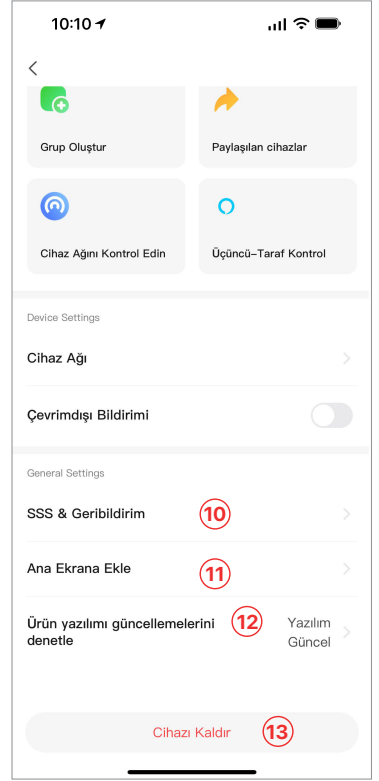 10:10
Grup Oluştur
Paylaşılan cihazlar
Cihaz Ağını Kontrol Edin
Üçüncü-Taraf Kontrol
Device Settings
Cihaz Ağı
Çevrimdışı Bildirimi
General Settings
SSS & Geribildirim
10
Ana Ekrana Ekle
11
Ürün yazılımı güncellemelerini
denetle
12
Yazılım
Güncel
Cihazı Kaldır
13